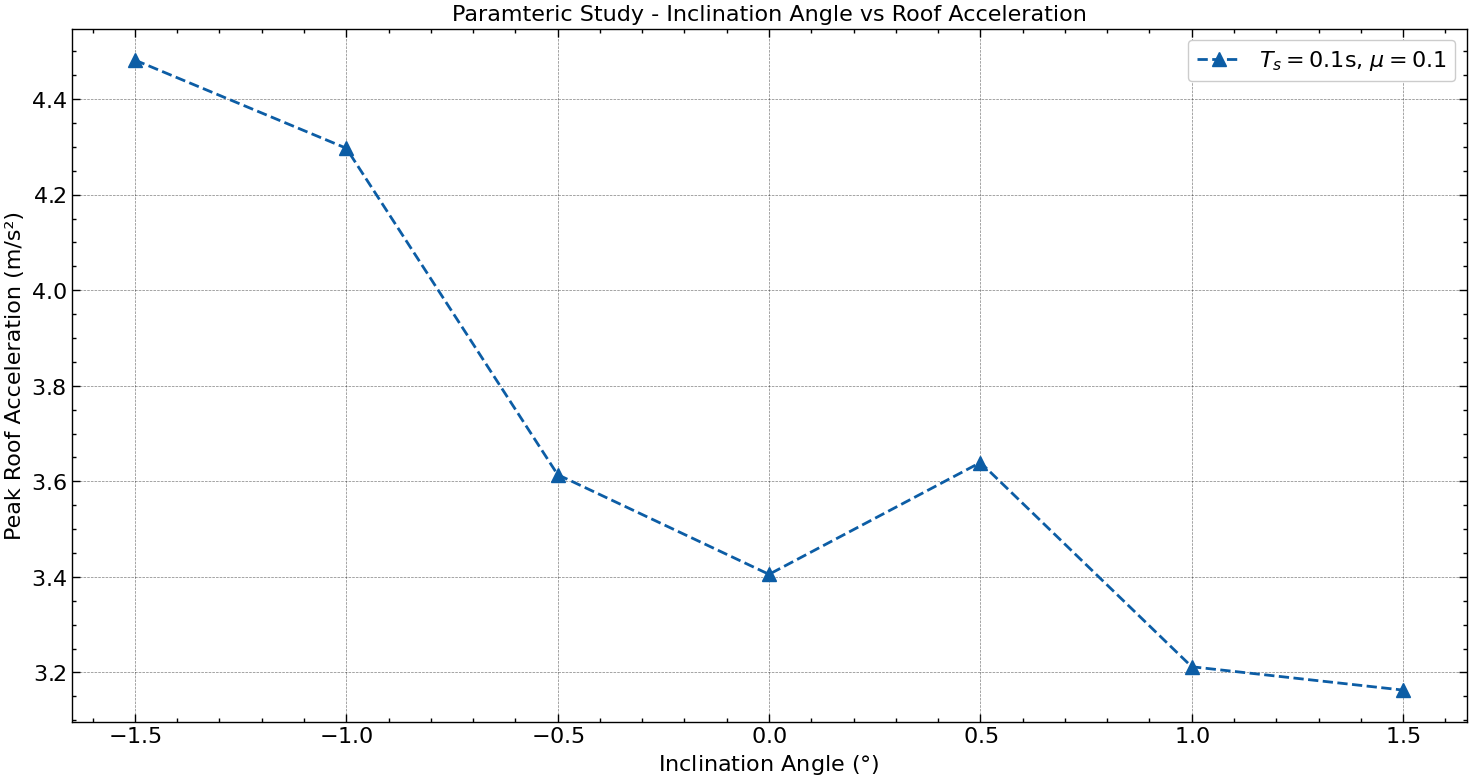 Paramteric Study - Inclination Angle vs Roof Acceleration
T_s = 0.1s, μ = 0.1
Peak Roof Acceleration (m/s²)
4.4
4.2
4.0
3.8
3.6
3.4
3.2
−1.5 −1.0 −0.5 0.0 0.5 1.0 1.5
Inclination Angle (°)